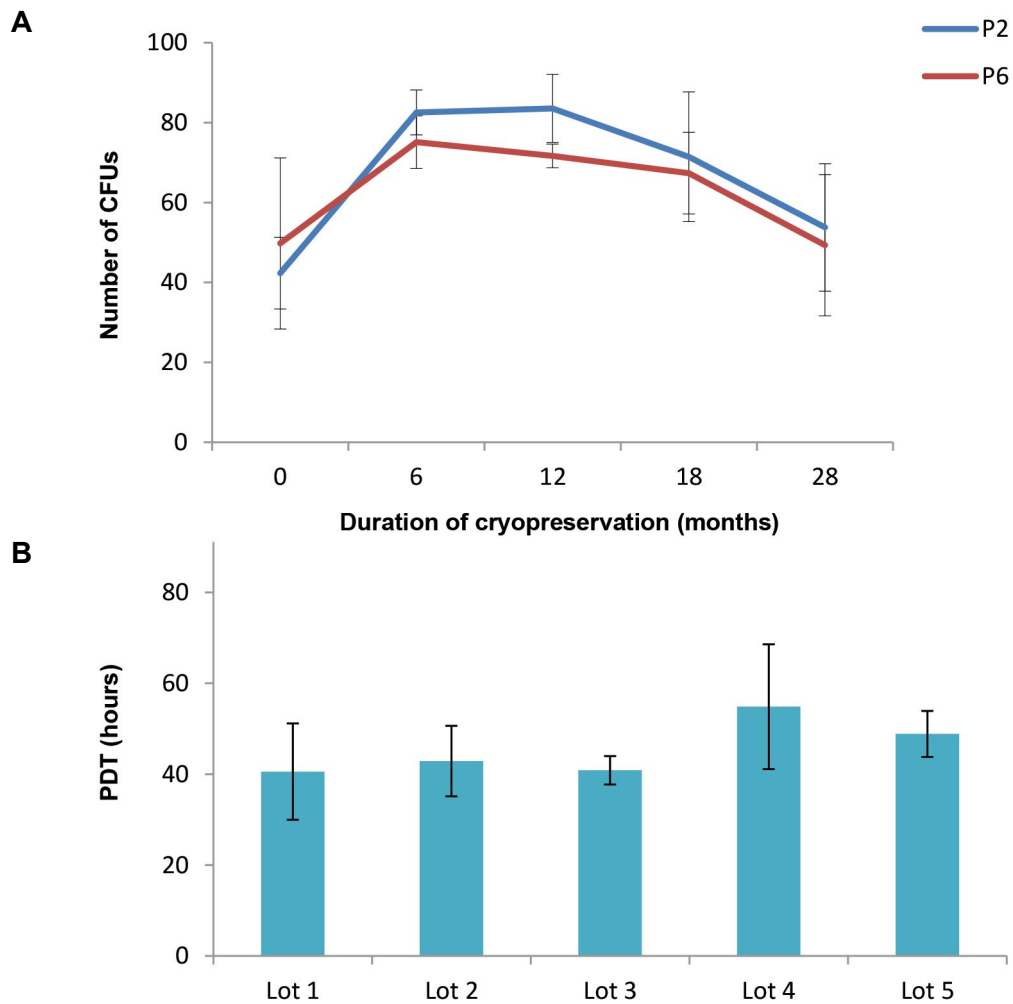 A
P2
P6
100
80
60
40
20
0
Number of CFUs
0 6 12 18 28
Duration of cryopreservation (months)
B
80
60
40
20
0
PDT (hours)
Lot 1 Lot 2 Lot 3 Lot 4 Lot 5